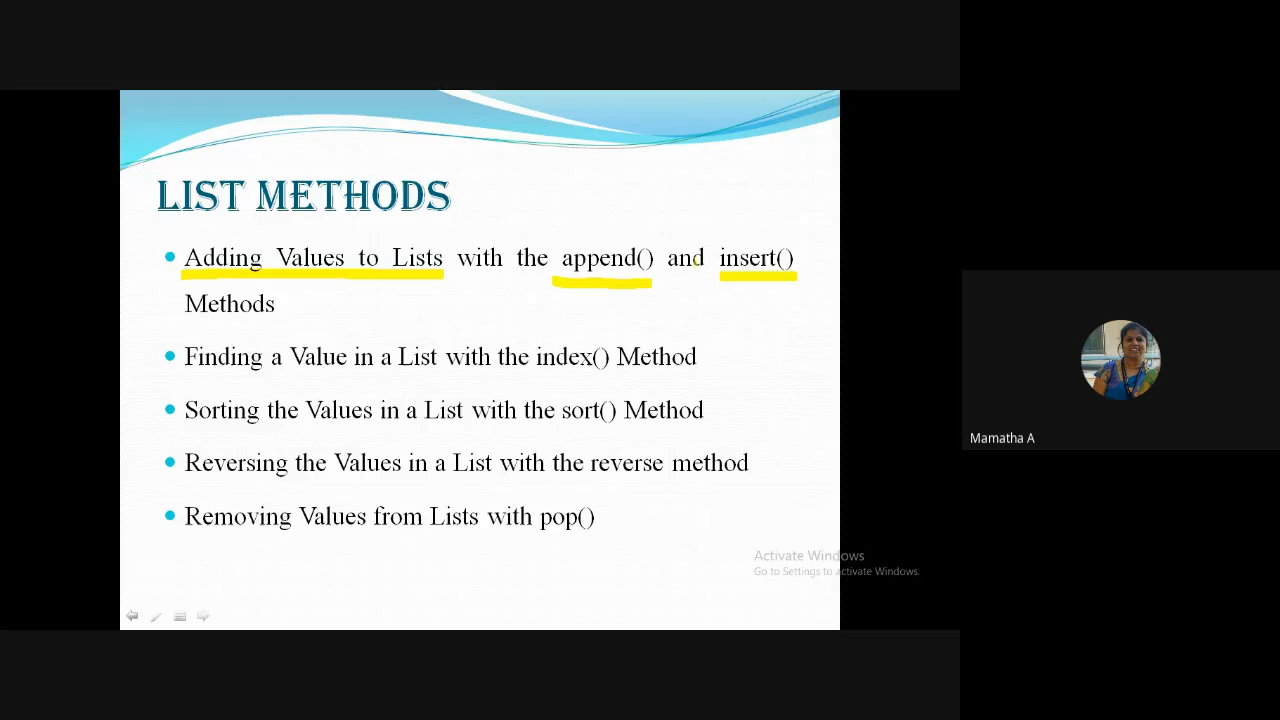 LIST METHODS
Adding Values to Lists with the append() and insert()
Methods
Finding a Value in a List with the index() Method
Sorting the Values in a List with the sort() Method
Reversing the Values in a List with the reverse method
Removing Values from Lists with pop()
Activate Windows
Go to Settings to activate Windows.
Mamatha A